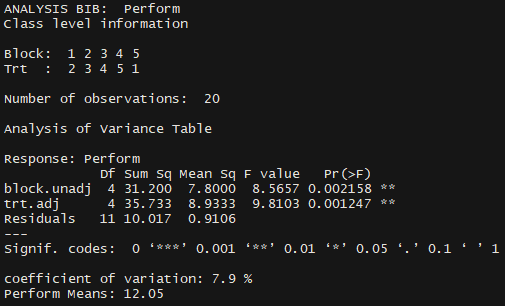 ANALYSIS BIB:  Perform
Class level information

Block:  1 2 3 4 5
Trt  :  2 3 4 5 1

Number of observations:  20

Analysis of Variance Table

Response: Perform
            Df Sum Sq Mean Sq F value   Pr(>F)
block.unadj  4 31.200  7.8000  8.5657 0.002158 **
trt.adj      4 35.733  8.9333  9.8103 0.001247 **
Residuals   11 10.017  0.9106
---
Signif. codes:  0 ‘***’ 0.001 ‘**’ 0.01 ‘*’ 0.05 ‘.’ 0.1 ‘ ’ 1

coefficient of variation: 7.9 %
Perform Means: 12.05